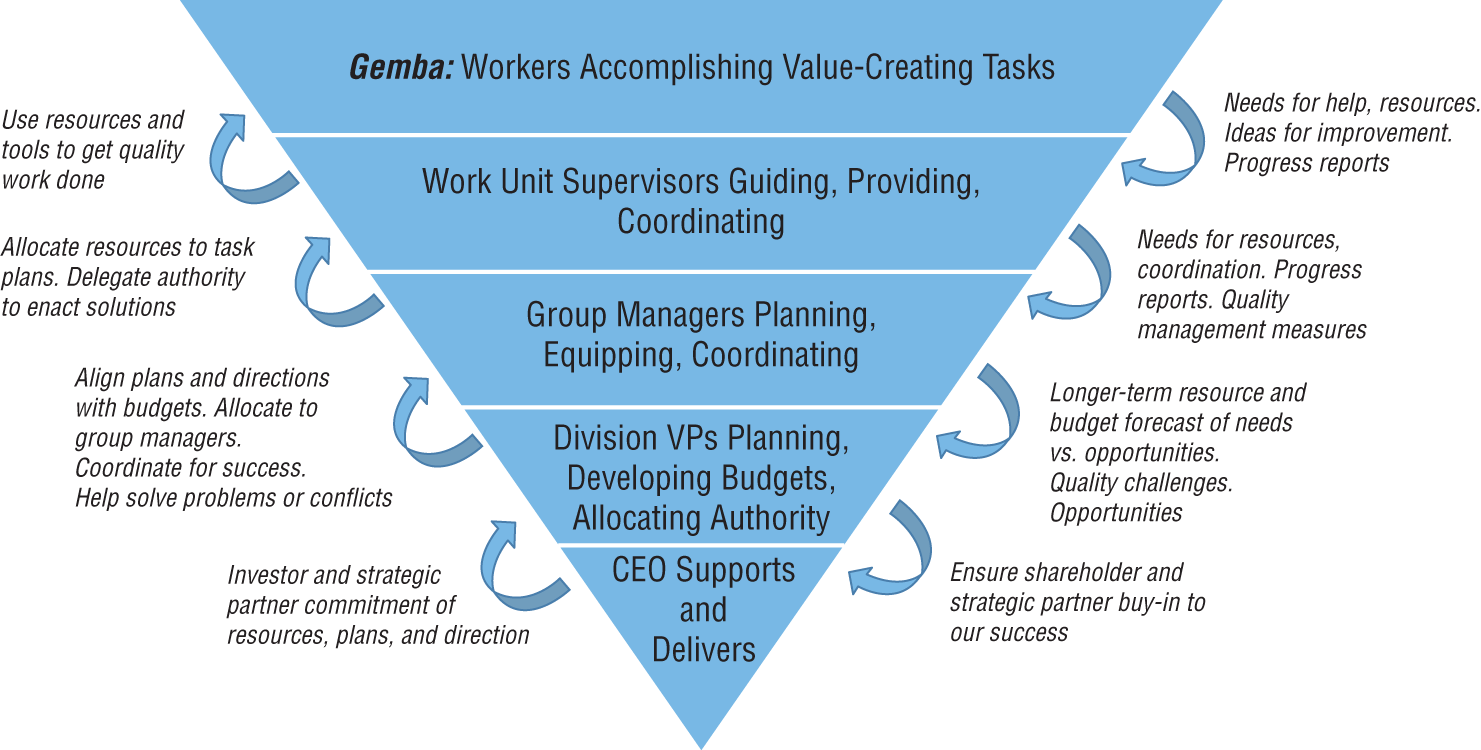 Gemba: Workers Accomplishing Value-Creating Tasks
Use resources and
tools to get quality
work done
Needs for help, resources.
Ideas for improvement.
Progress reports
Work Unit Supervisors Guiding, Providing,
Coordinating
Allocate resources to task
plans. Delegate authority
to enact solutions
Needs for resources,
coordination. Progress
reports. Quality
management measures
Group Managers Planning,
Equipping, Coordinating
Align plans and directions
with budgets. Allocate to
group managers.
Coordinate for success.
Help solve problems or conflicts
Longer-term resource and
budget forecast of needs
vs. opportunities.
Quality challenges.
Opportunities
Division VPs Planning,
Developing Budgets,
Allocating Authority
Investor and strategic
partner commitment of
resources, plans, and direction
CEO Supports
and
Delivers
Ensure shareholder and
strategic partner buy-in to
our success